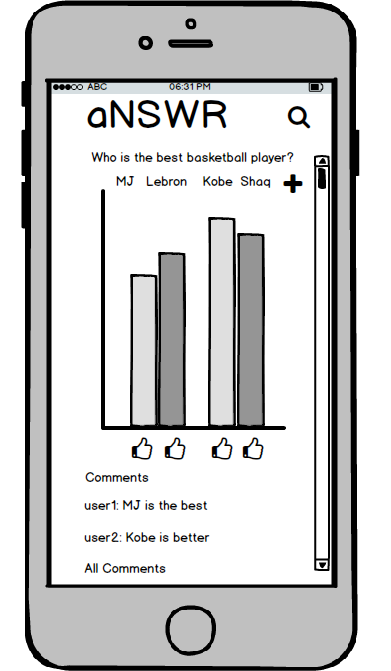 ABC 06:31 PM
aNSWR
Who is the best basketball player?
MJ Lebron Kobe Shaq
Comments
user1: MJ is the best
user2: Kobe is better
All Comments